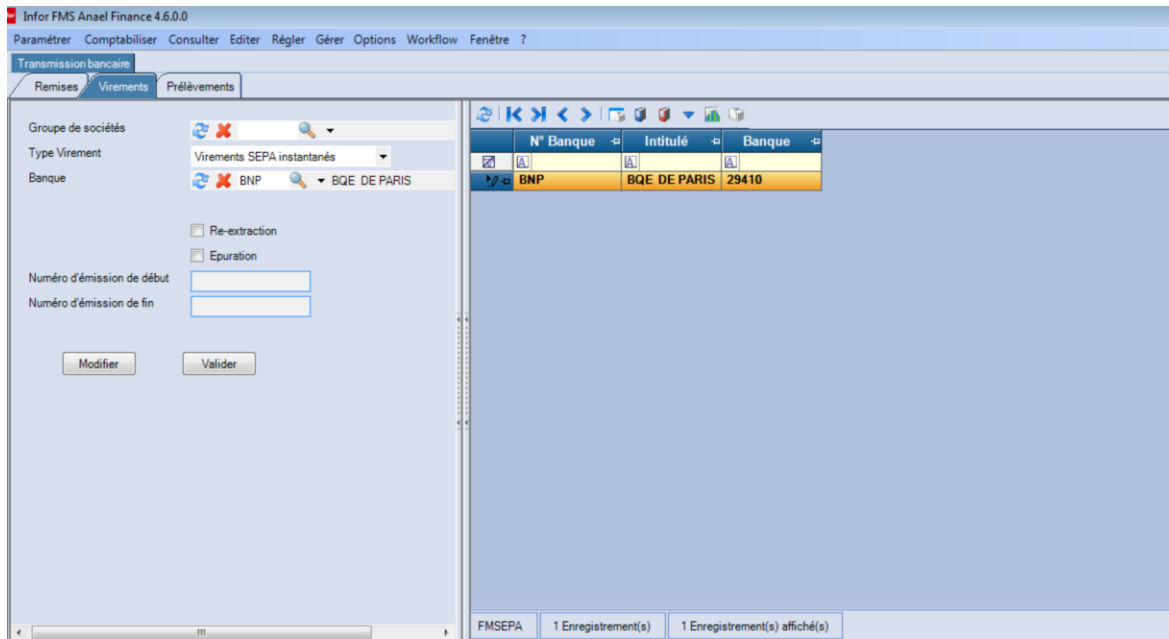 Infor FMS Anael Finance 4.6.0.0
Paramétrer Comptabiliser Consulter Editer Régler Gérer Options Workflow Fenêtre ?
Transmission bancaire
Remises Virements Prélèvements
Groupe de sociétés
Type Virement Virements SEPA instantanés
Banque BNP BQE DE PARIS
Re-extraction
Epuration
Numéro d'émission de début
Numéro d'émission de fin
Modifier Valider
N° Banque Intitulé Banque
A A A
BNP BQE DE PARIS 29410
FMSEPA 1 Enregistrement(s) 1 Enregistrement(s) affiché(s)